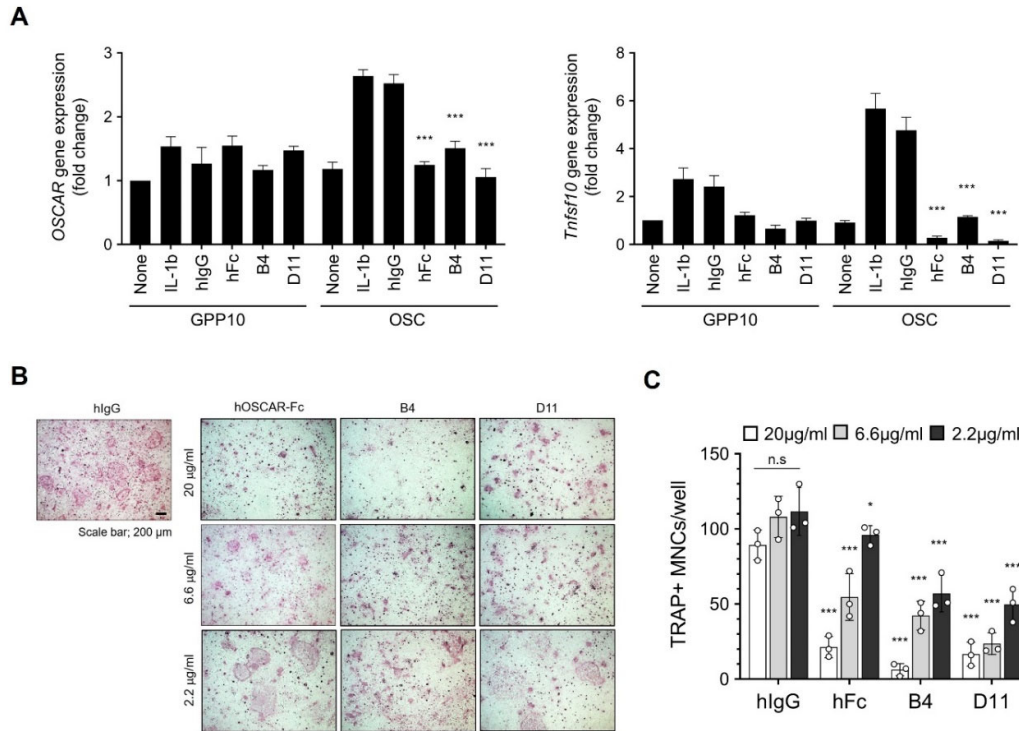 A
OSCAR gene expression
(fold change)
3
2
1
0
***
***
***
None
IL-1b
hIgG
hFc
B4
D11
None
IL-1b
hIgG
hFc
B4
D11
GPP10
OSC
Tnfsf10 gene expression
(fold change)
8
6
4
2
0
***
***
***
None
IL-1b
hIgG
hFc
B4
D11
None
IL-1b
hIgG
hFc
B4
D11
GPP10
OSC
B
hIgG
Scale bar; 200 μm
hOSCAR-Fc
B4
D11
20 μg/ml
6.6 μg/ml
2.2 μg/ml
C
20μg/ml
6.6μg/ml
2.2μg/ml
TRAP+ MNCs/well
150
100
50
0
n.s
***
***
*
***
***
***
***
***
***
hIgG
hFc
B4
D11